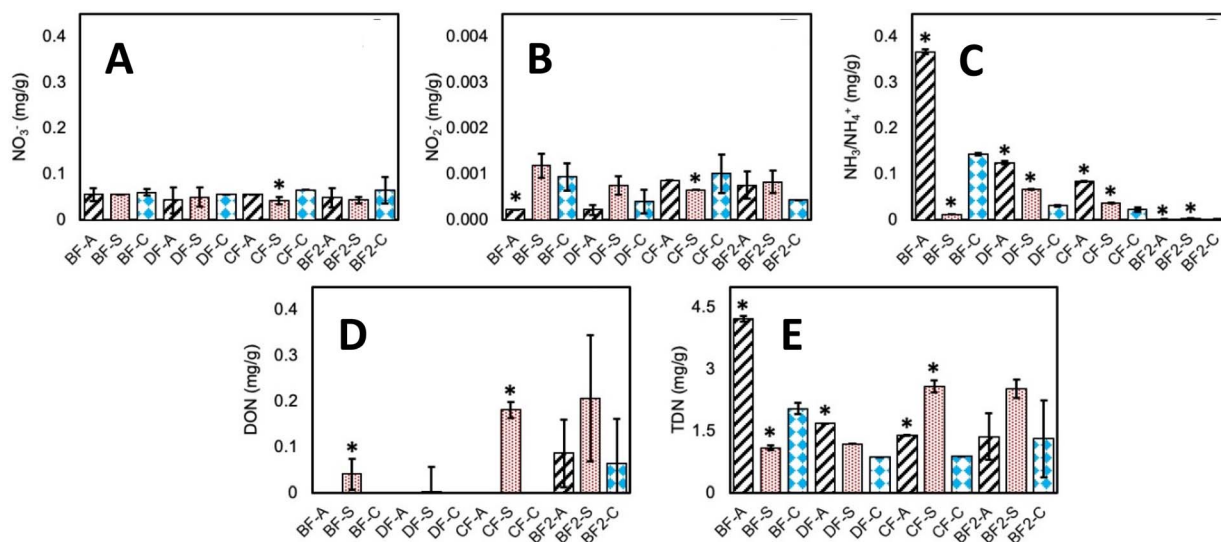 A
NO₃⁻ (mg/g)
0.4
0.3
0.2
0.1
0
BF-A
BF-S
BF-C
DF-A
DF-S
DF-C
CF-A
CF-S
CF-C
BF2-A
BF2-S
BF2-C
*
B
NO₂⁻ (mg/g)
0.004
0.003
0.002
0.001
0.000
BF-A
BF-S
BF-C
DF-A
DF-S
DF-C
CF-A
CF-S
CF-C
BF2-A
BF2-S
BF2-C
*
*
C
NH₃/NH₄⁺ (mg/g)
0.4
0.3
0.2
0.1
0
BF-A
BF-S
BF-C
DF-A
DF-S
DF-C
CF-A
CF-S
CF-C
BF2-A
BF2-S
BF2-C
*
*
*
*
*
*
*
*
D
DON (mg/g)
0.4
0.3
0.2
0.1
0
BF-A
BF-S
BF-C
DF-A
DF-S
DF-C
CF-A
CF-S
CF-C
BF2-A
BF2-S
BF2-C
*
*
E
TDN (mg/g)
4.5
3
1.5
0
BF-A
BF-S
BF-C
DF-A
DF-S
DF-C
CF-A
CF-S
CF-C
BF2-A
BF2-S
BF2-C
*
*
*
*
*